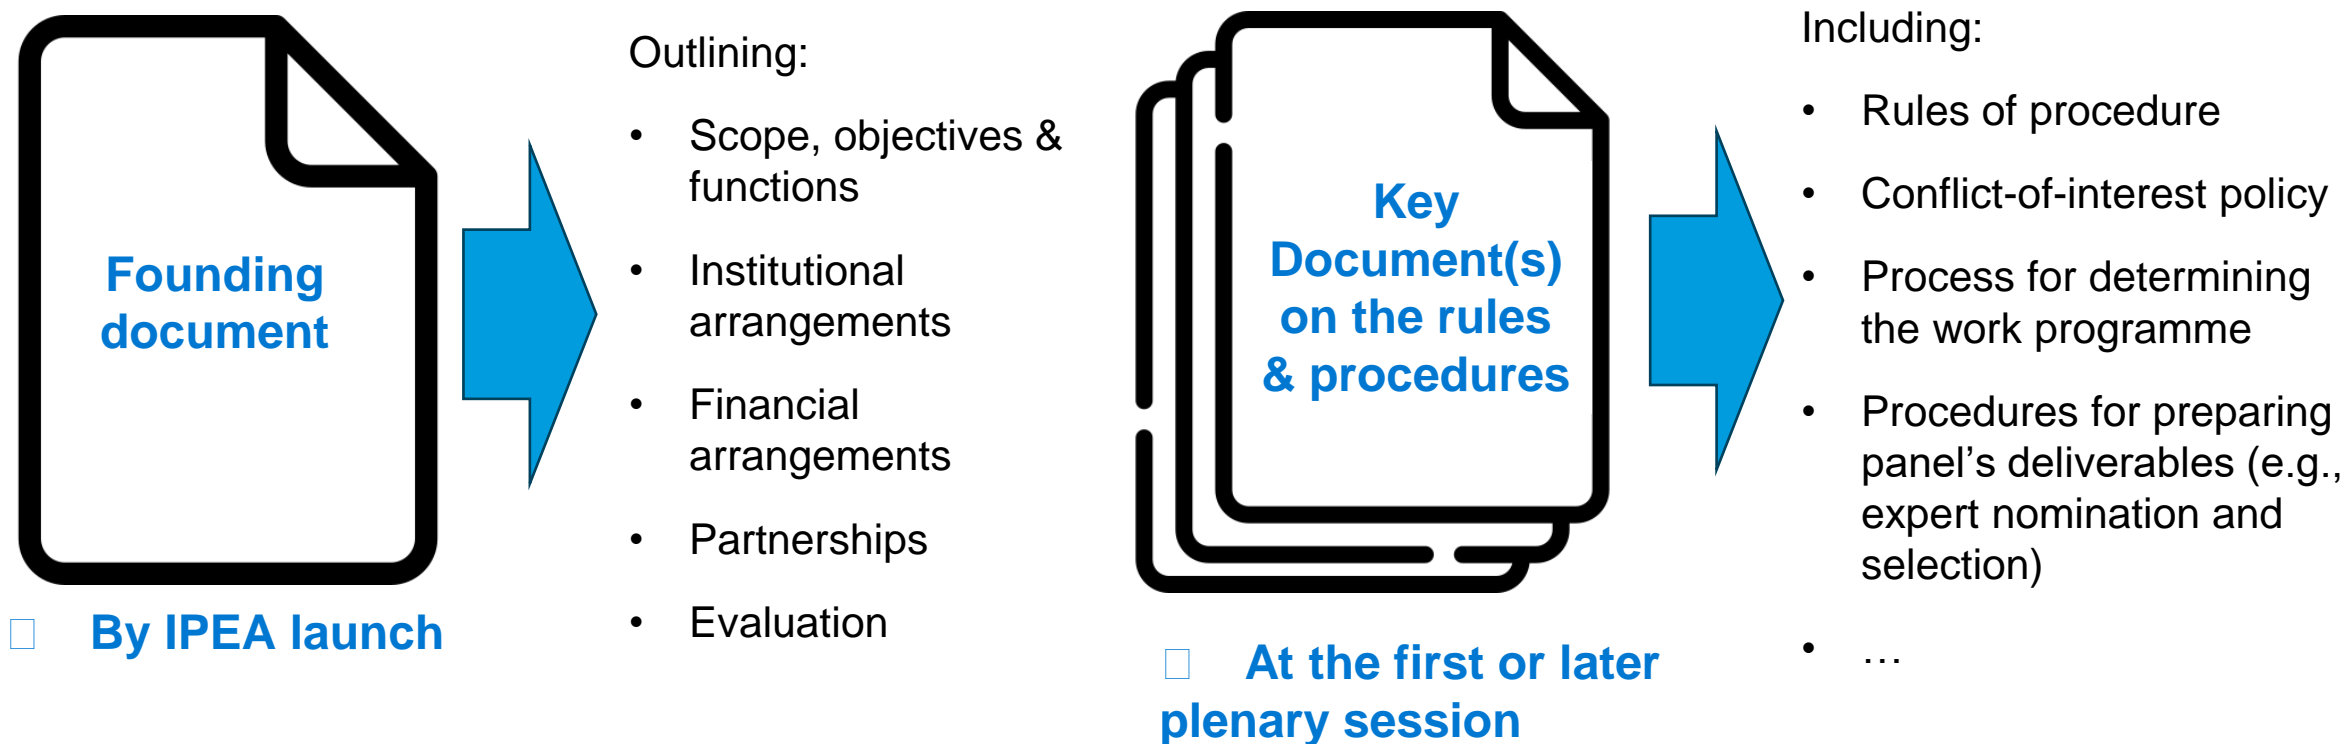 Founding
document
By IPEA launch
Outlining:
• Scope, objectives &
functions
• Institutional
arrangements
• Financial
arrangements
• Partnerships
• Evaluation
Key
Document(s)
on the rules
& procedures
At the first or later
plenary session
Including:
• Rules of procedure
• Conflict-of-interest policy
• Process for determining
the work programme
• Procedures for preparing
panel’s deliverables (e.g.,
expert nomination and
selection)
• …